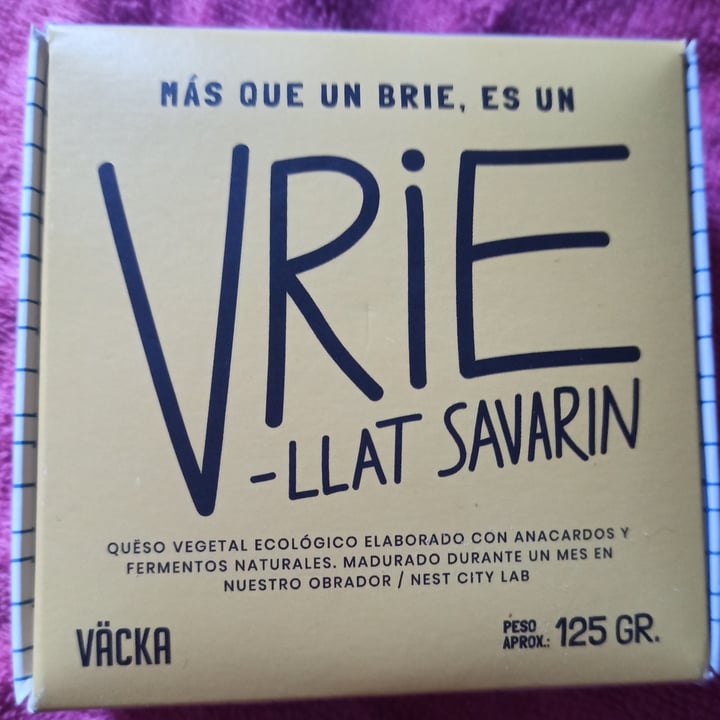 MÁS QUE UN BRIE, ES UN
VRiE
-LLAT SAVARIN
QUËSO VEGETAL ECOLÓGICO ELABORADO CON ANACARDOS Y
FERMENTOS NATURALES. MADURADO DURANTE UN MES EN
NUESTRO OBRADOR / NEST CITY LAB
VÄCKA
PESO
APROX.: 125 GR.